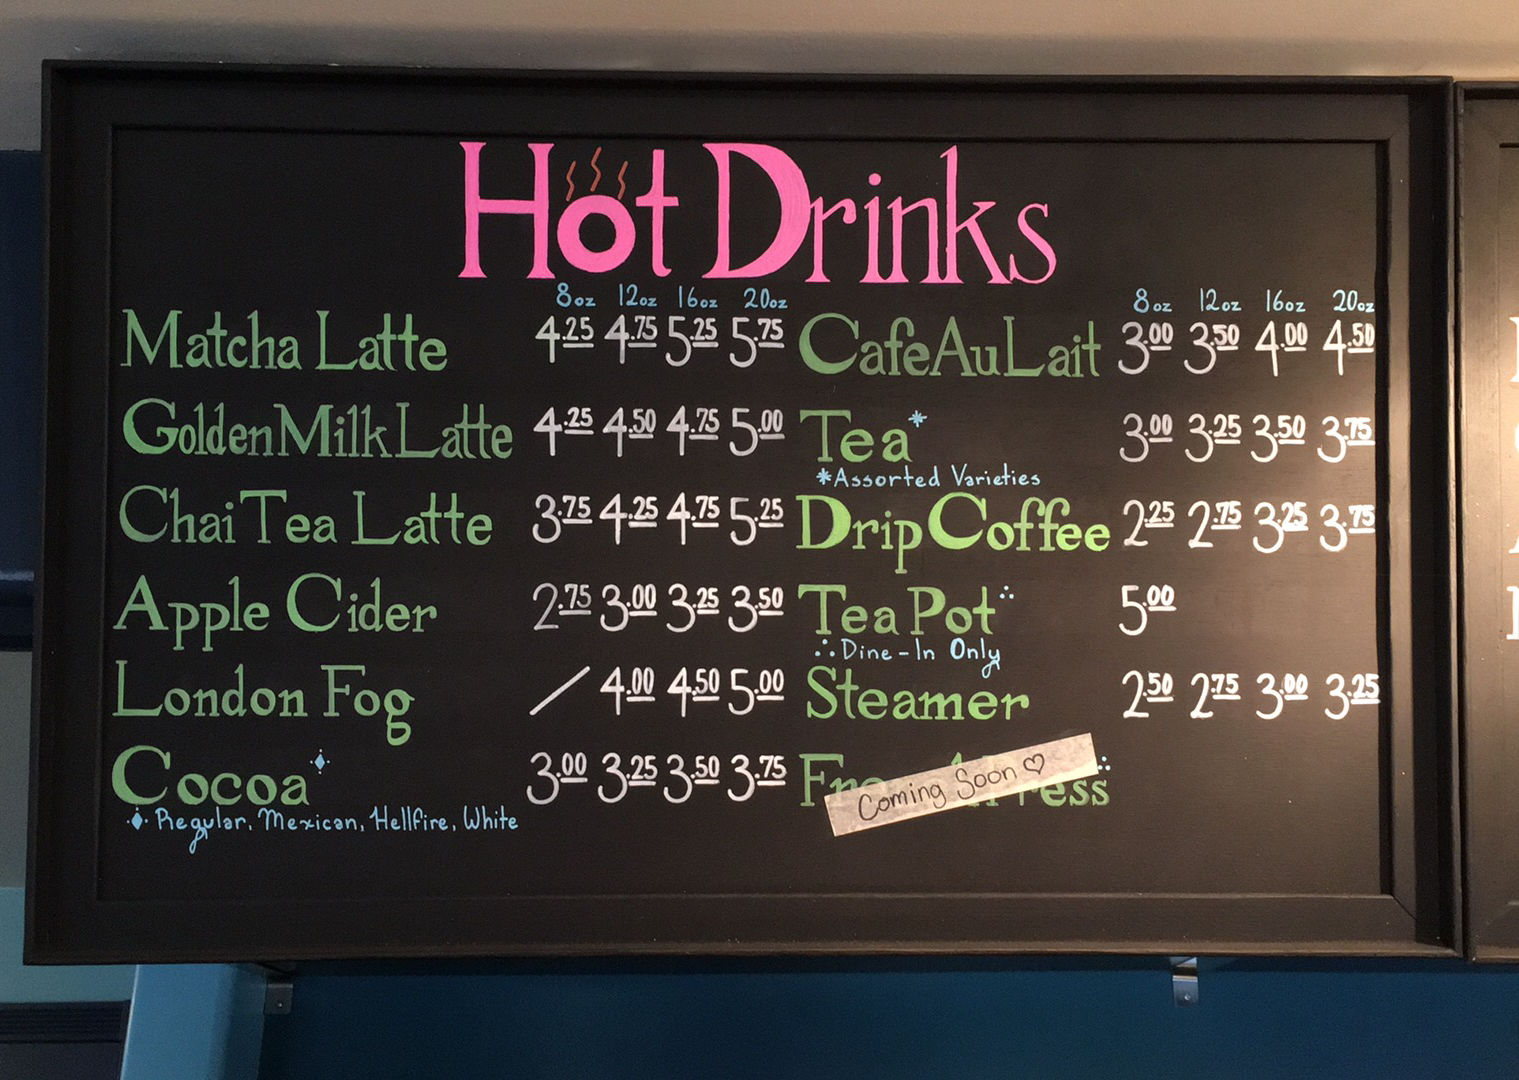 Hot Drinks
8oz 12oz 16oz 20oz
Matcha Latte 4.25 4.75 5.25 5.75
Golden Milk Latte 4.25 4.50 4.75 5.00
Chai Tea Latte 3.75 4.25 4.75 5.25
Apple Cider 2.75 3.00 3.25 3.50
London Fog / 4.00 4.50 5.00
Cocoa 3.00 3.25 3.50 3.75
Regular, Mexican, Hellfire, White
8oz 12oz 16oz 20oz
Cafe Au Lait 3.00 3.50 4.00 4.50
Tea* 3.00 3.25 3.50 3.75
*Assorted Varieties
Drip Coffee 2.25 2.75 3.25 3.75
Tea Pot∴ 5.00
∴Dine-In Only
Steamer 2.50 2.75 3.00 3.25
Coming Soon ♡